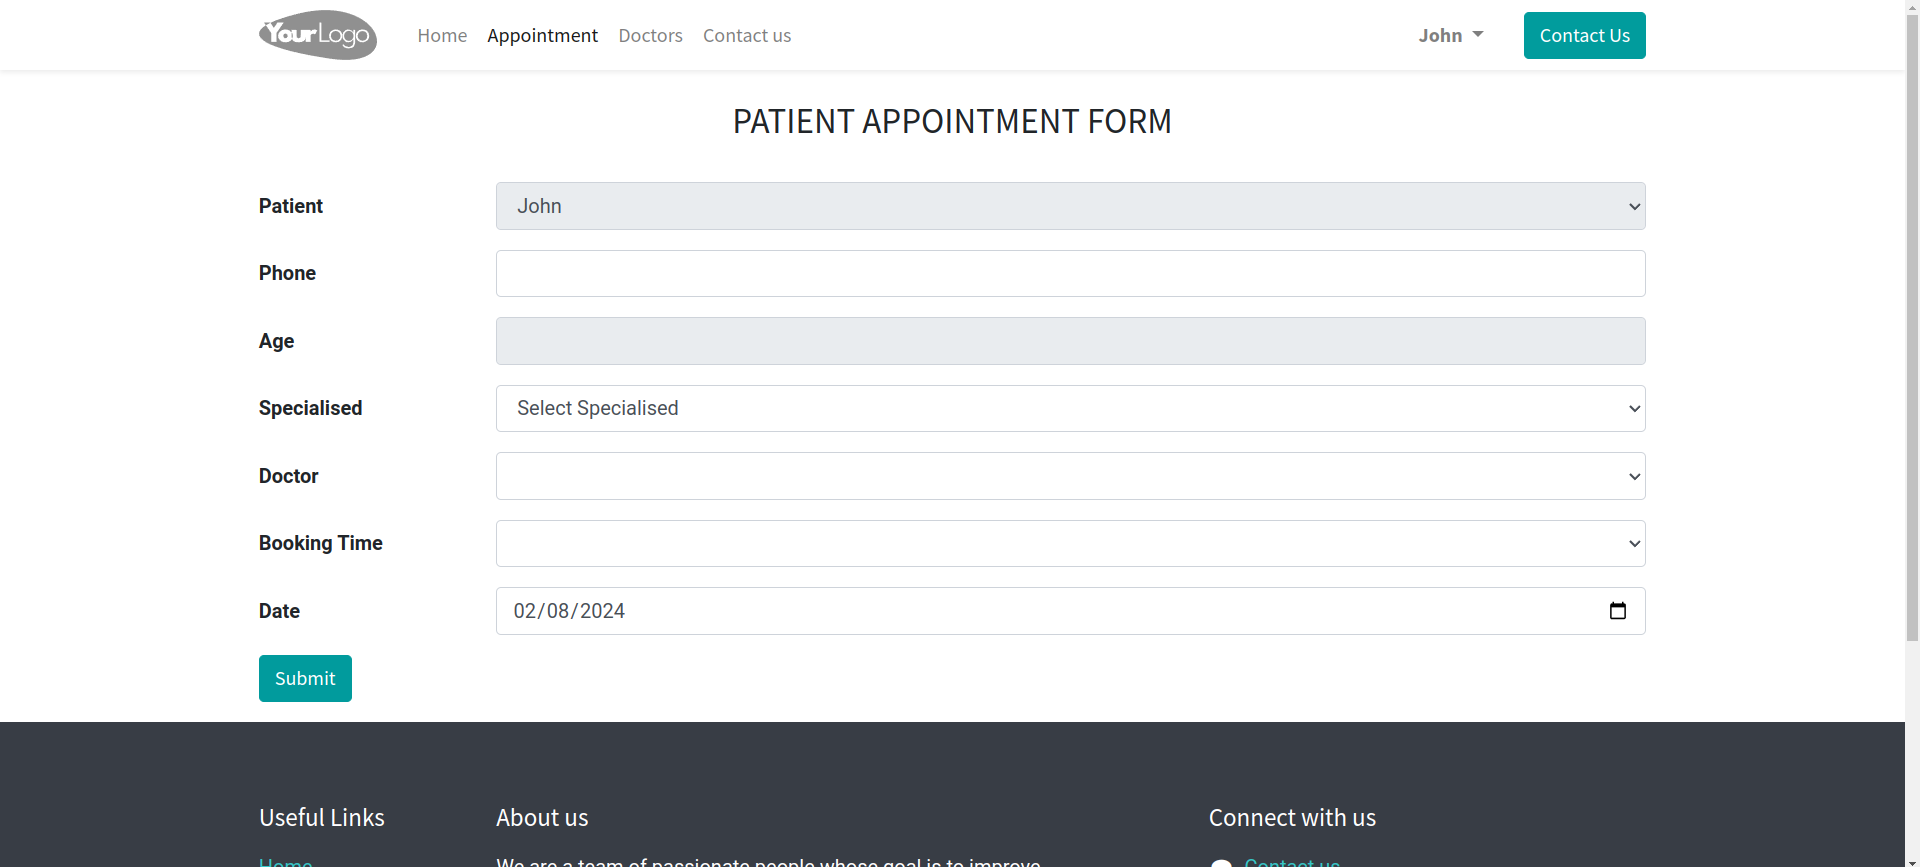 YourLogo Home Appointment Doctors Contact us John Contact Us
PATIENT APPOINTMENT FORM
Patient John
Phone
Age
Specialised Select Specialised
Doctor
Booking Time
Date 02/08/2024
Submit
Useful Links About us Connect with us
Home We are a team of passionate people whose goal is to improve Contact us